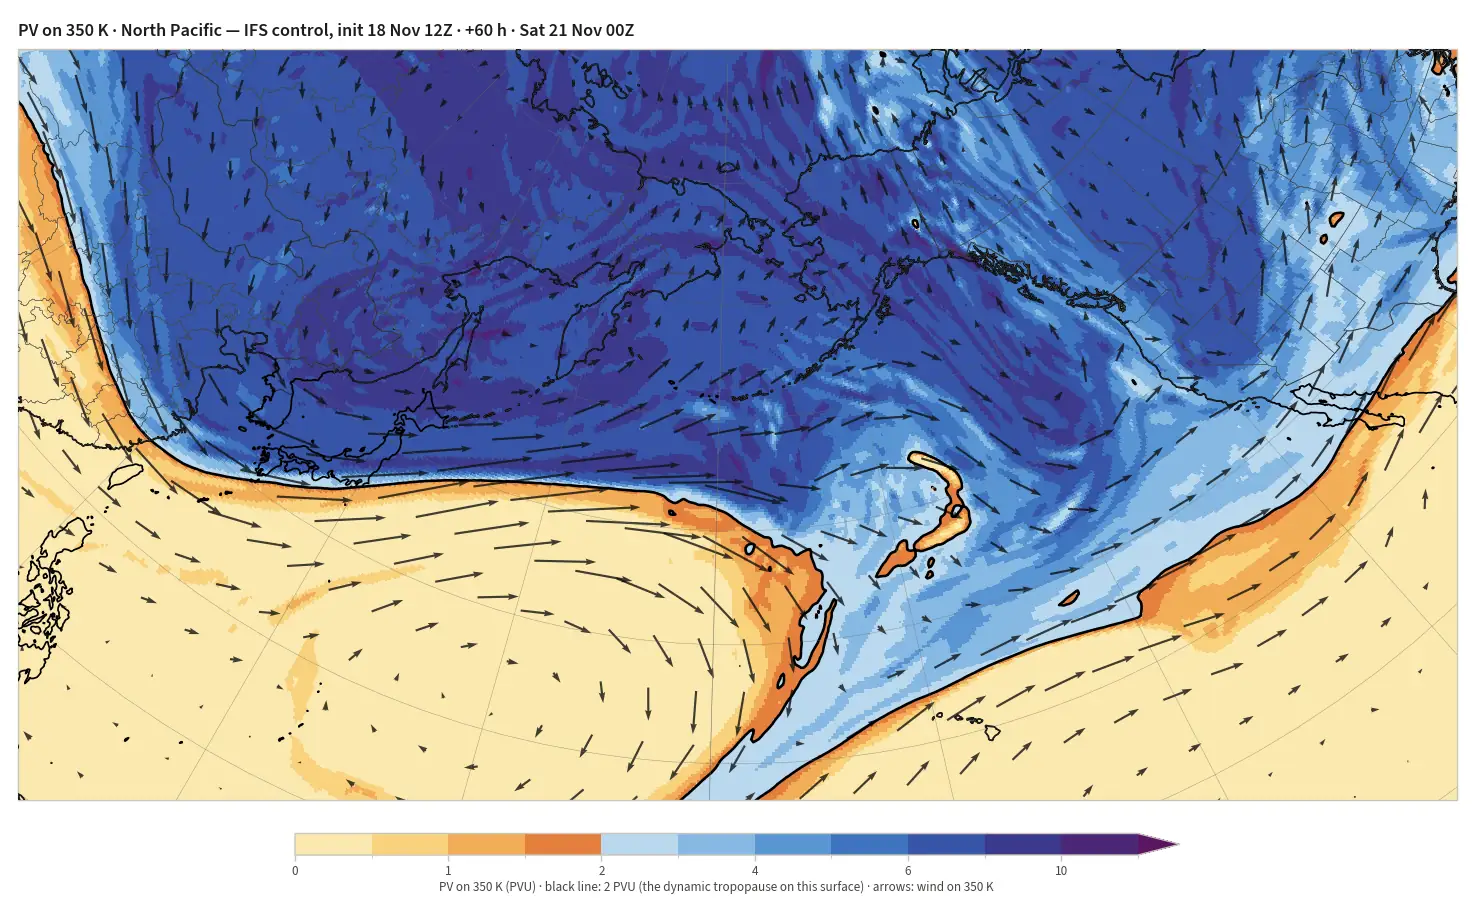 PV on 350 K · North Pacific — IFS control, init 18 Nov 12Z · +60 h · Sat 21 Nov 00Z
0 1 2 4 6 10
PV on 350 K (PVU) · black line: 2 PVU (the dynamic tropopause on this surface) · arrows: wind on 350 K